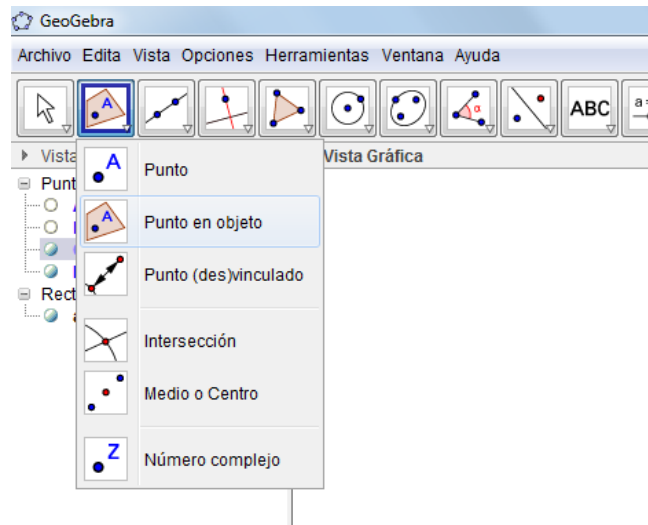 GeoGebra
Archivo Edita Vista Opciones Herramientas Ventana Ayuda
A
α
ABC
a=
Vista
Vista Gráfica
Punt
Rect
A
Punto
A
Punto en objeto
Punto (des)vinculado
Intersección
Medio o Centro
Z
Número complejo